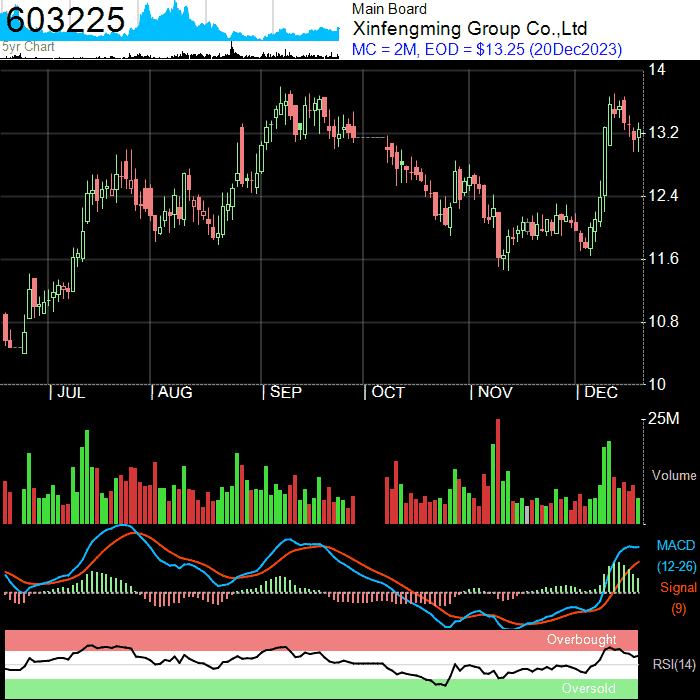 603225
5yr Chart
Main Board
Xinfengming Group Co.,Ltd
MC = 2M, EOD = $13.25 (20Dec2023)
14
13.2
12.4
11.6
10.8
10
| JUL | AUG | SEP | OCT | NOV | DEC
25M
Volume
MACD
(12-26)
Signal
(9)
Overbought
RSI(14)
Oversold